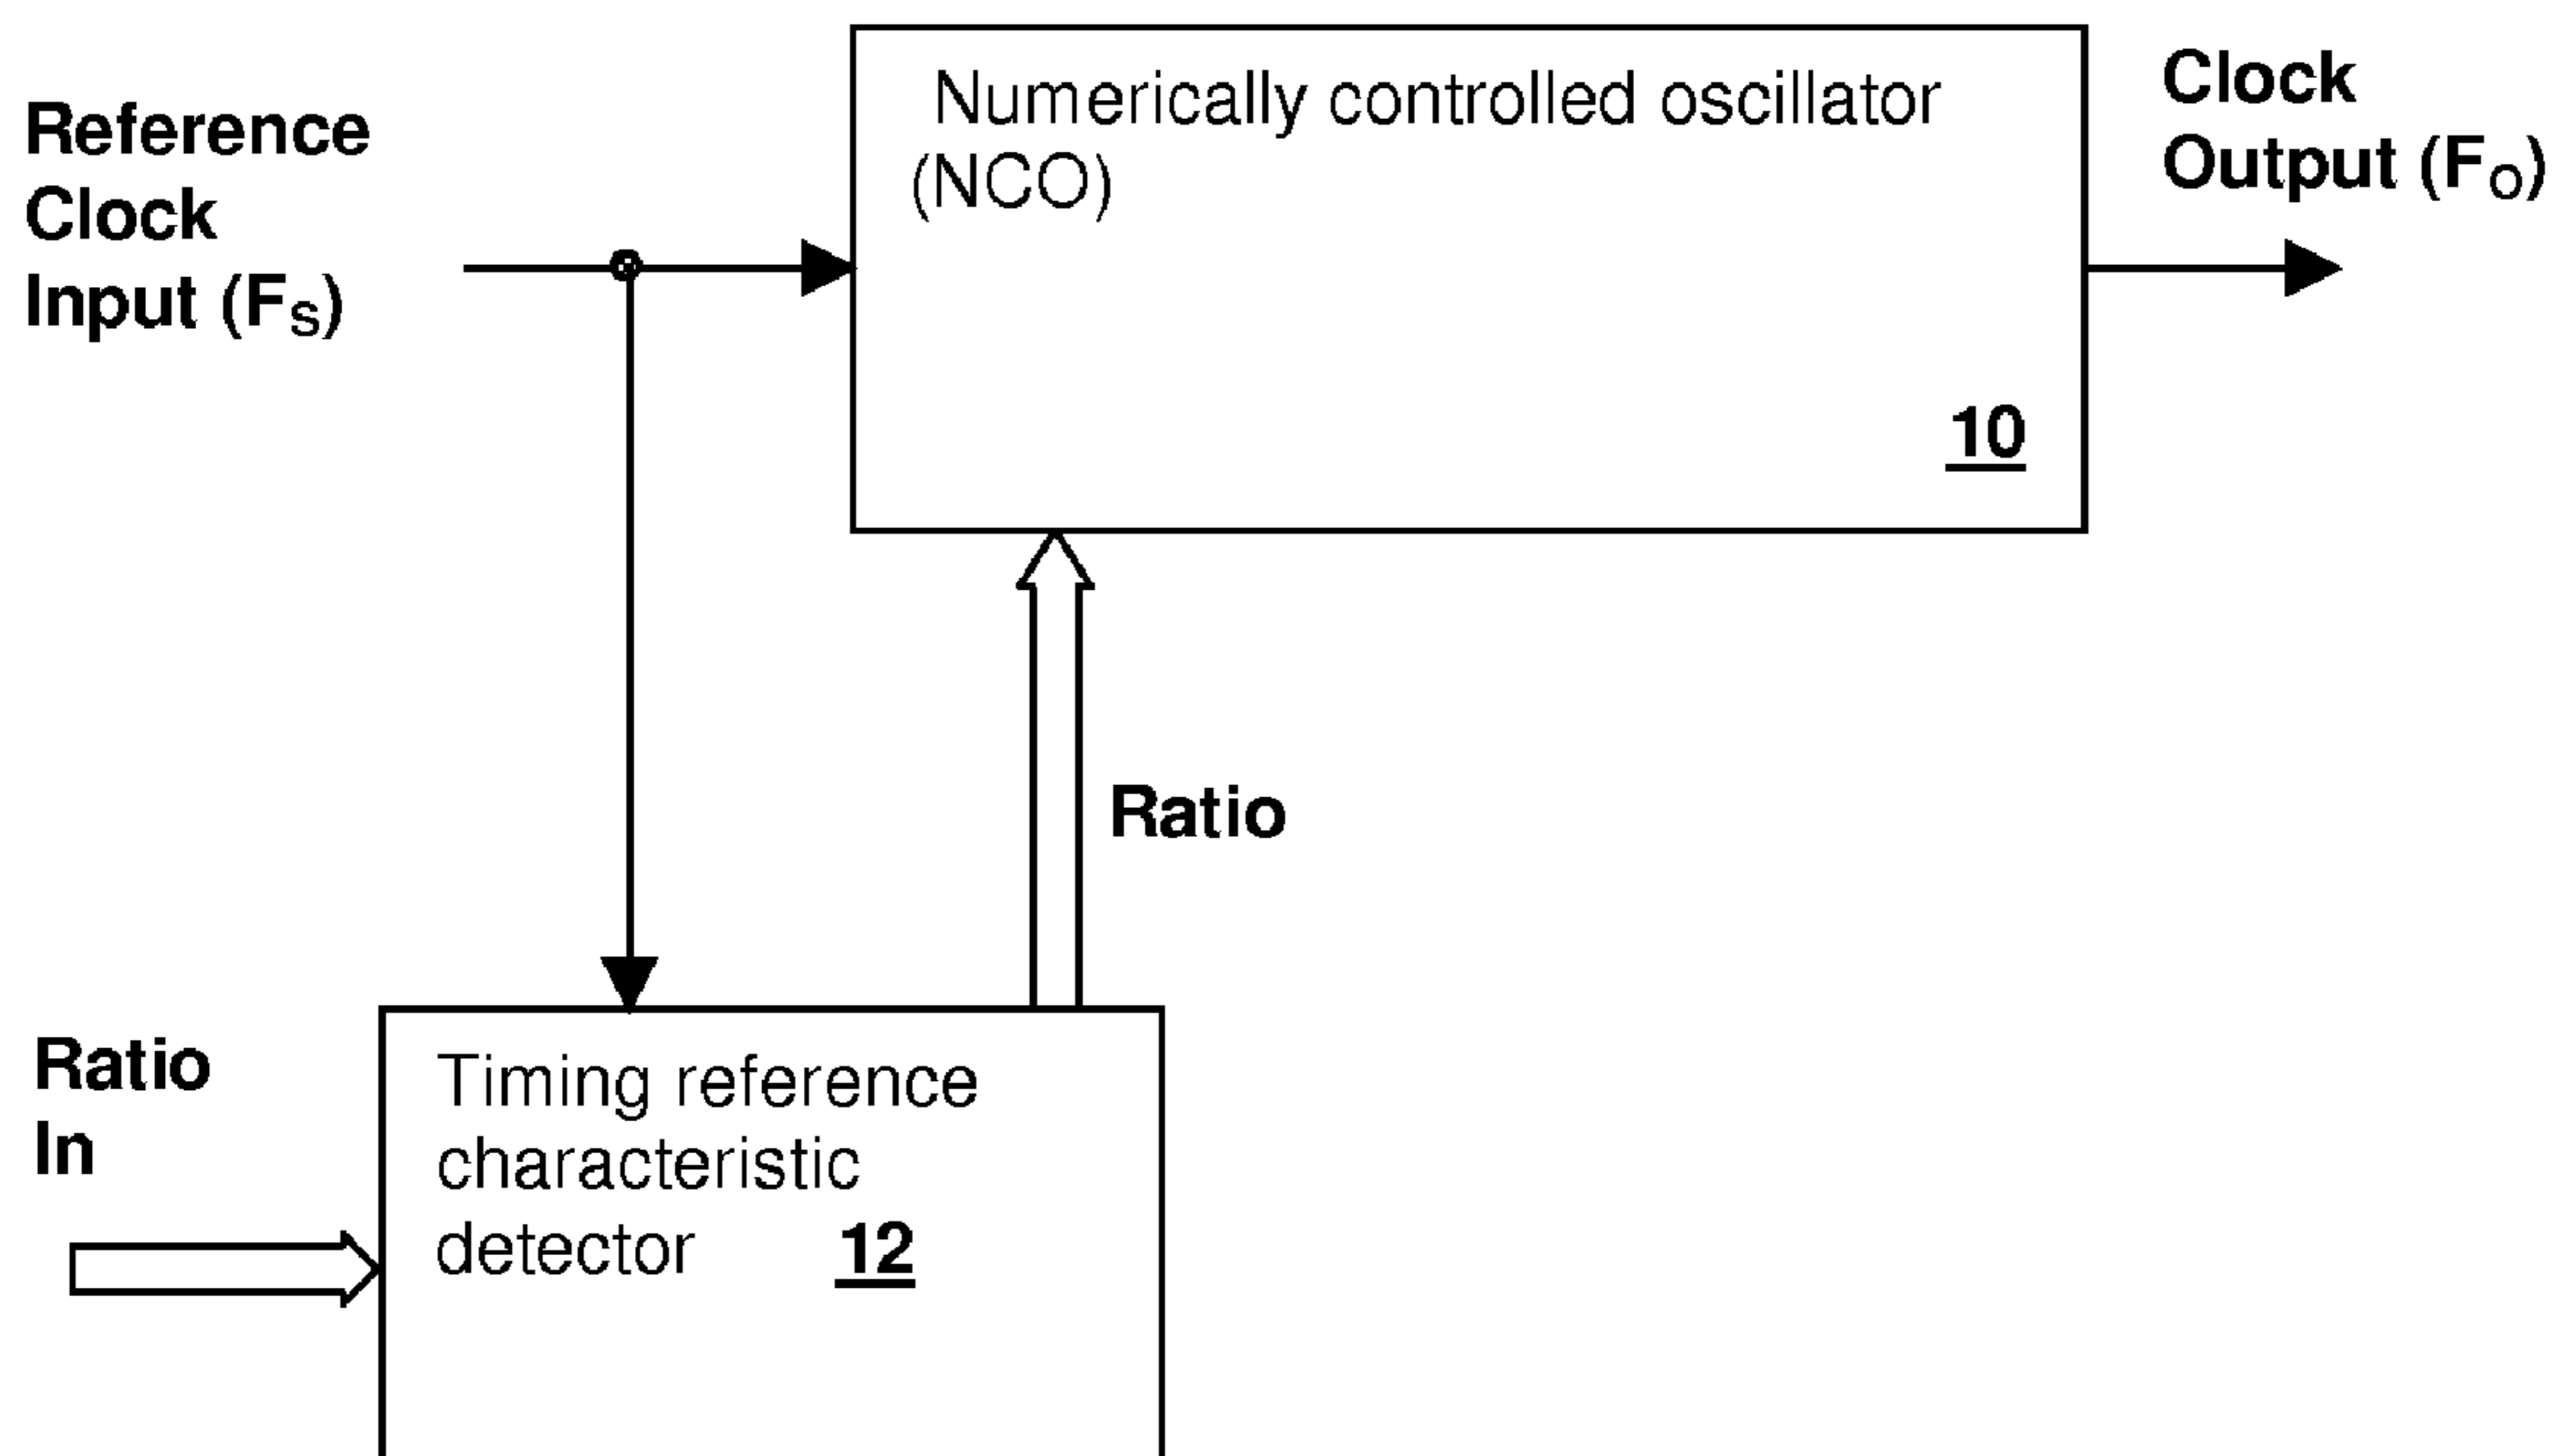 Reference
Clock
Input (FS)
Numerically controlled oscillator
(NCO)
10
Clock
Output (FO)
Ratio
Ratio
In
Timing reference
characteristic
detector 12